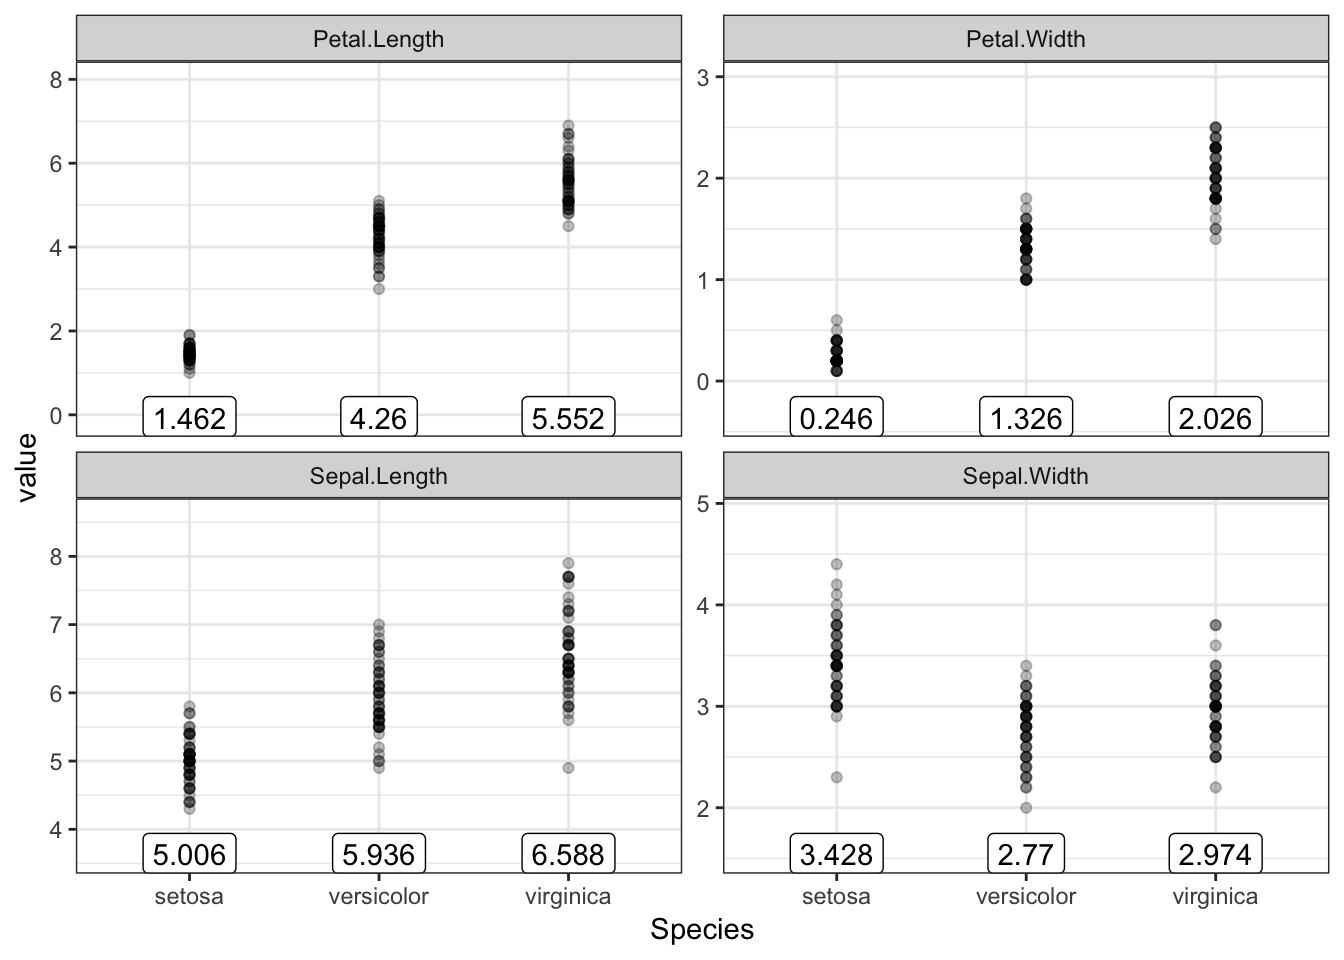 Petal.Length
Petal.Width
8
6
4
2
0
3
2
1
0
1.462
4.26
5.552
0.246
1.326
2.026
value
Sepal.Length
Sepal.Width
8
7
6
5
4
5
4
3
2
5.006
5.936
6.588
3.428
2.77
2.974
setosa
versicolor
virginica
setosa
versicolor
virginica
Species